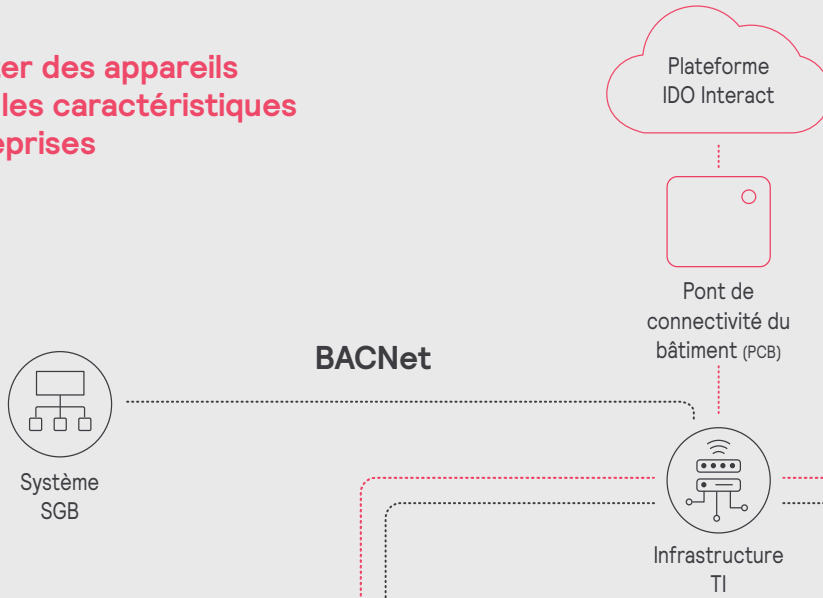 ter des appareils
les caractéristiques
eprises
Plateforme
IDO Interact
Pont de
connectivité du
bâtiment (PCB)
BACNet
Système
SGB
Infrastructure
TI